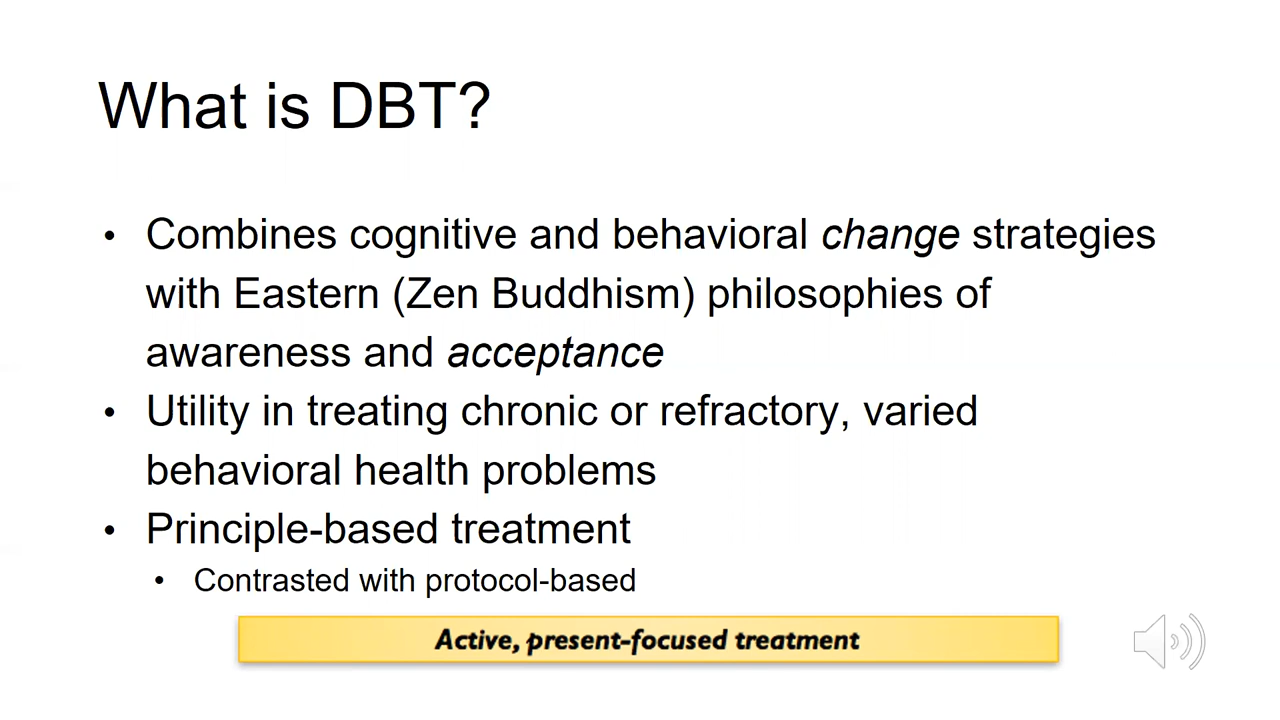 What is DBT?
• Combines cognitive and behavioral change strategies
with Eastern (Zen Buddhism) philosophies of
awareness and acceptance
• Utility in treating chronic or refractory, varied
behavioral health problems
• Principle-based treatment
• Contrasted with protocol-based
Active, present-focused treatment